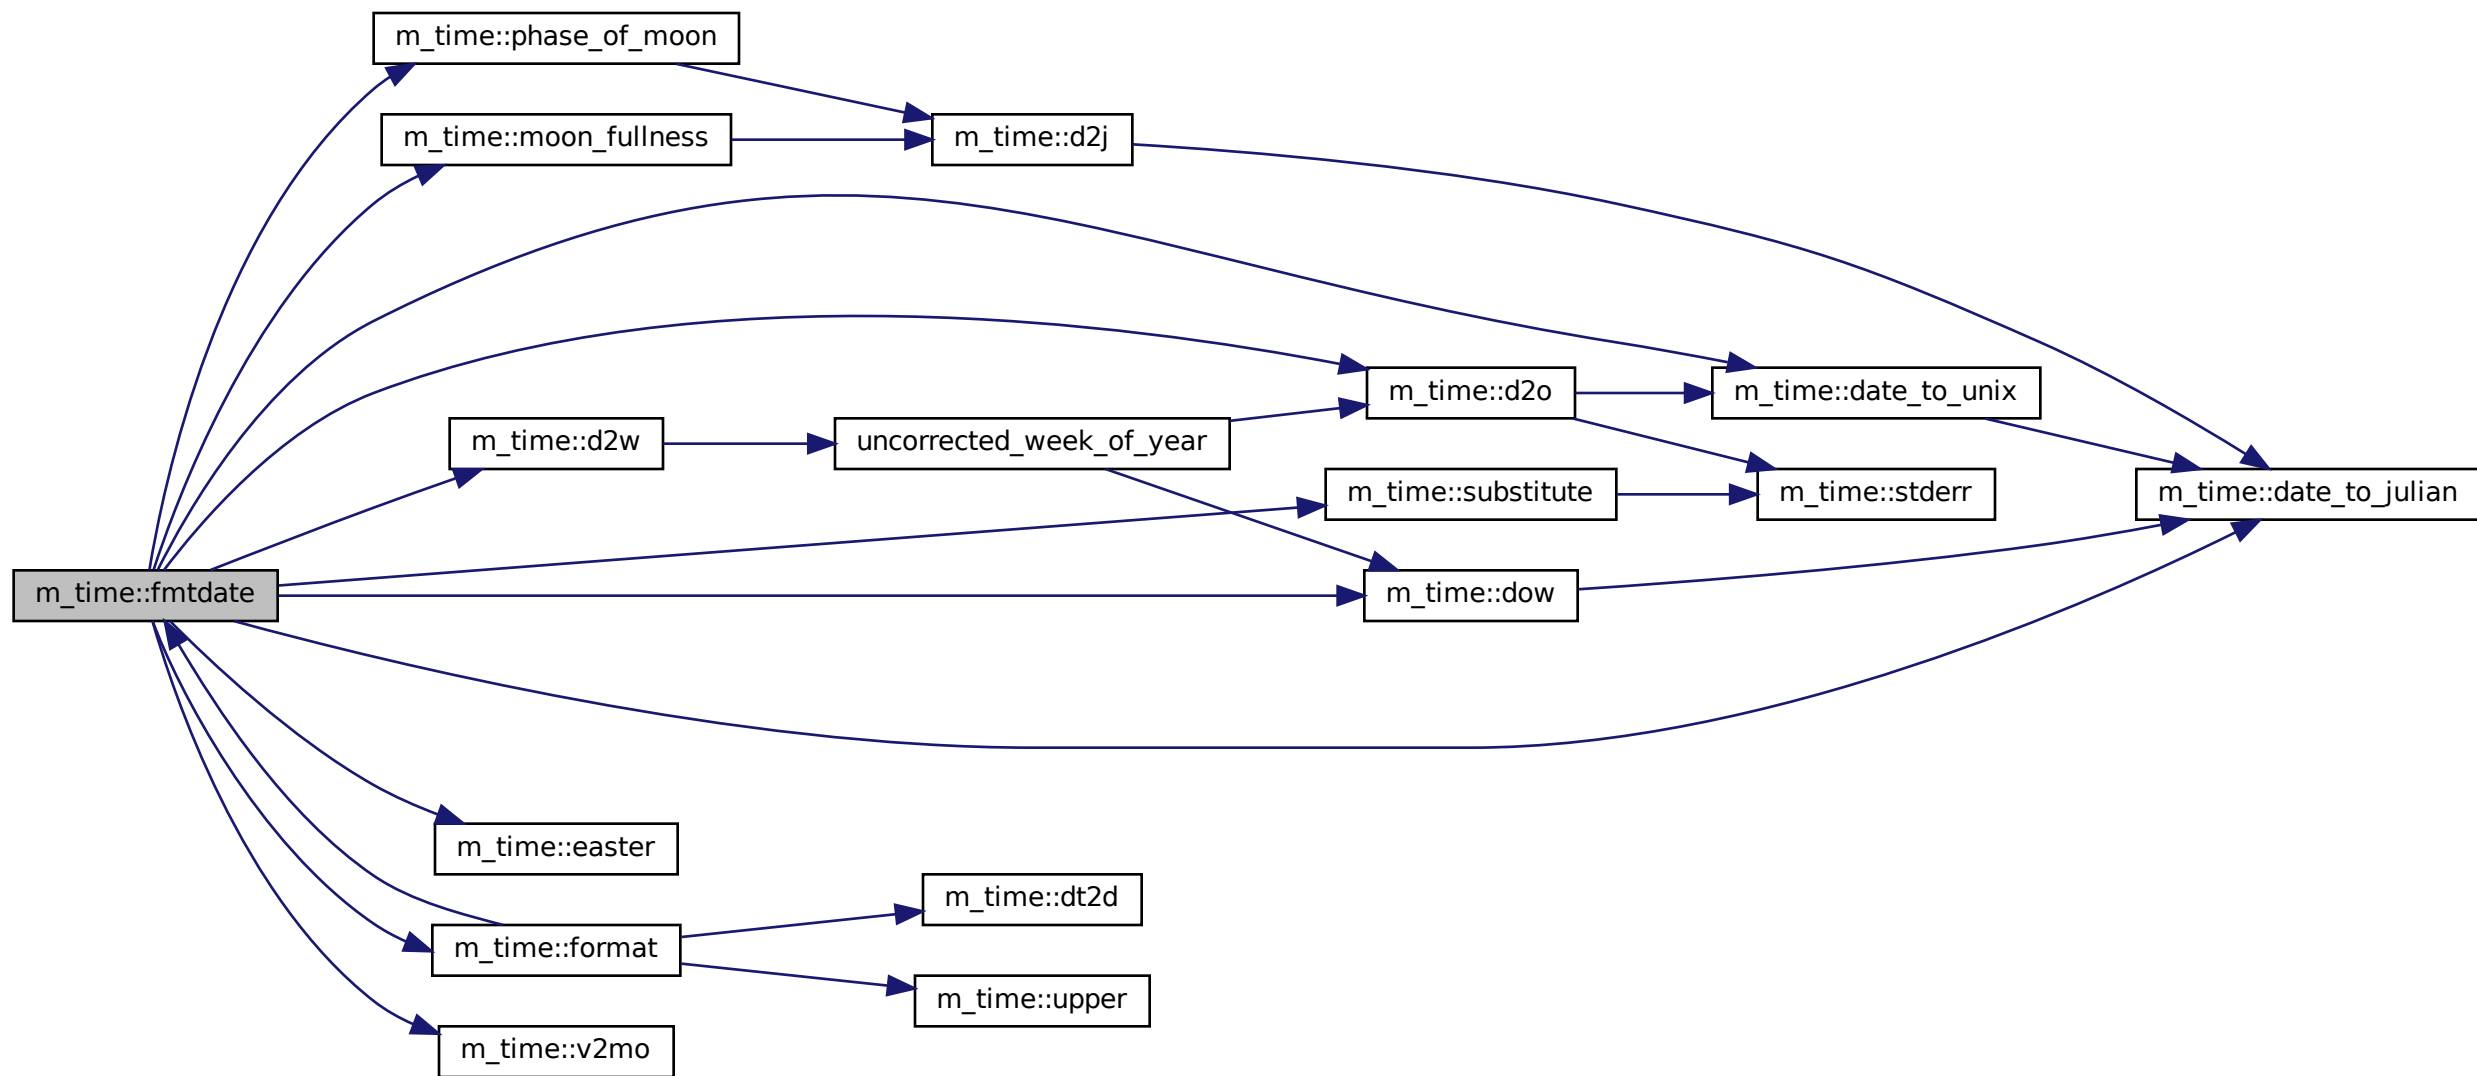 m_time::phase_of_moon
m_time::moon_fullness
m_time::d2j
m_time::d2o
m_time::date_to_unix
m_time::d2w
uncorrected_week_of_year
m_time::substitute
m_time::stderr
m_time::date_to_julian
m_time::fmtdate
m_time::dow
m_time::easter
m_time::dt2d
m_time::format
m_time::upper
m_time::v2mo